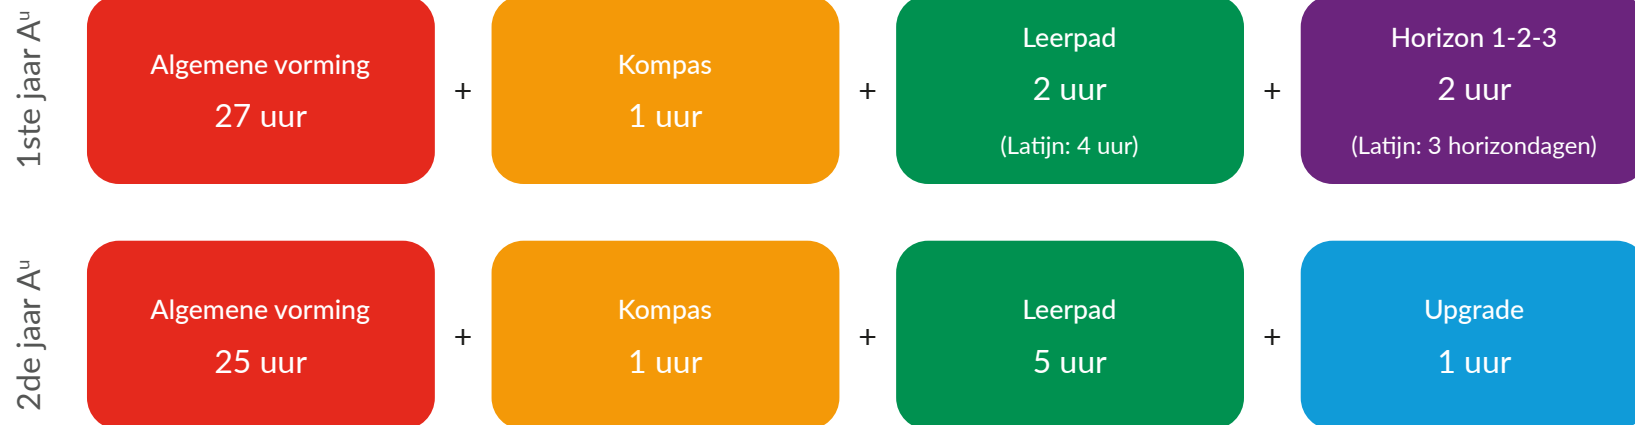 1ste jaar Aᵘ
Algemene vorming
27 uur
+
Kompas
1 uur
+
Leerpad
2 uur
(Latijn: 4 uur)
+
Horizon 1-2-3
2 uur
(Latijn: 3 horizondagen)
2de jaar Aᵘ
Algemene vorming
25 uur
+
Kompas
1 uur
+
Leerpad
5 uur
+
Upgrade
1 uur